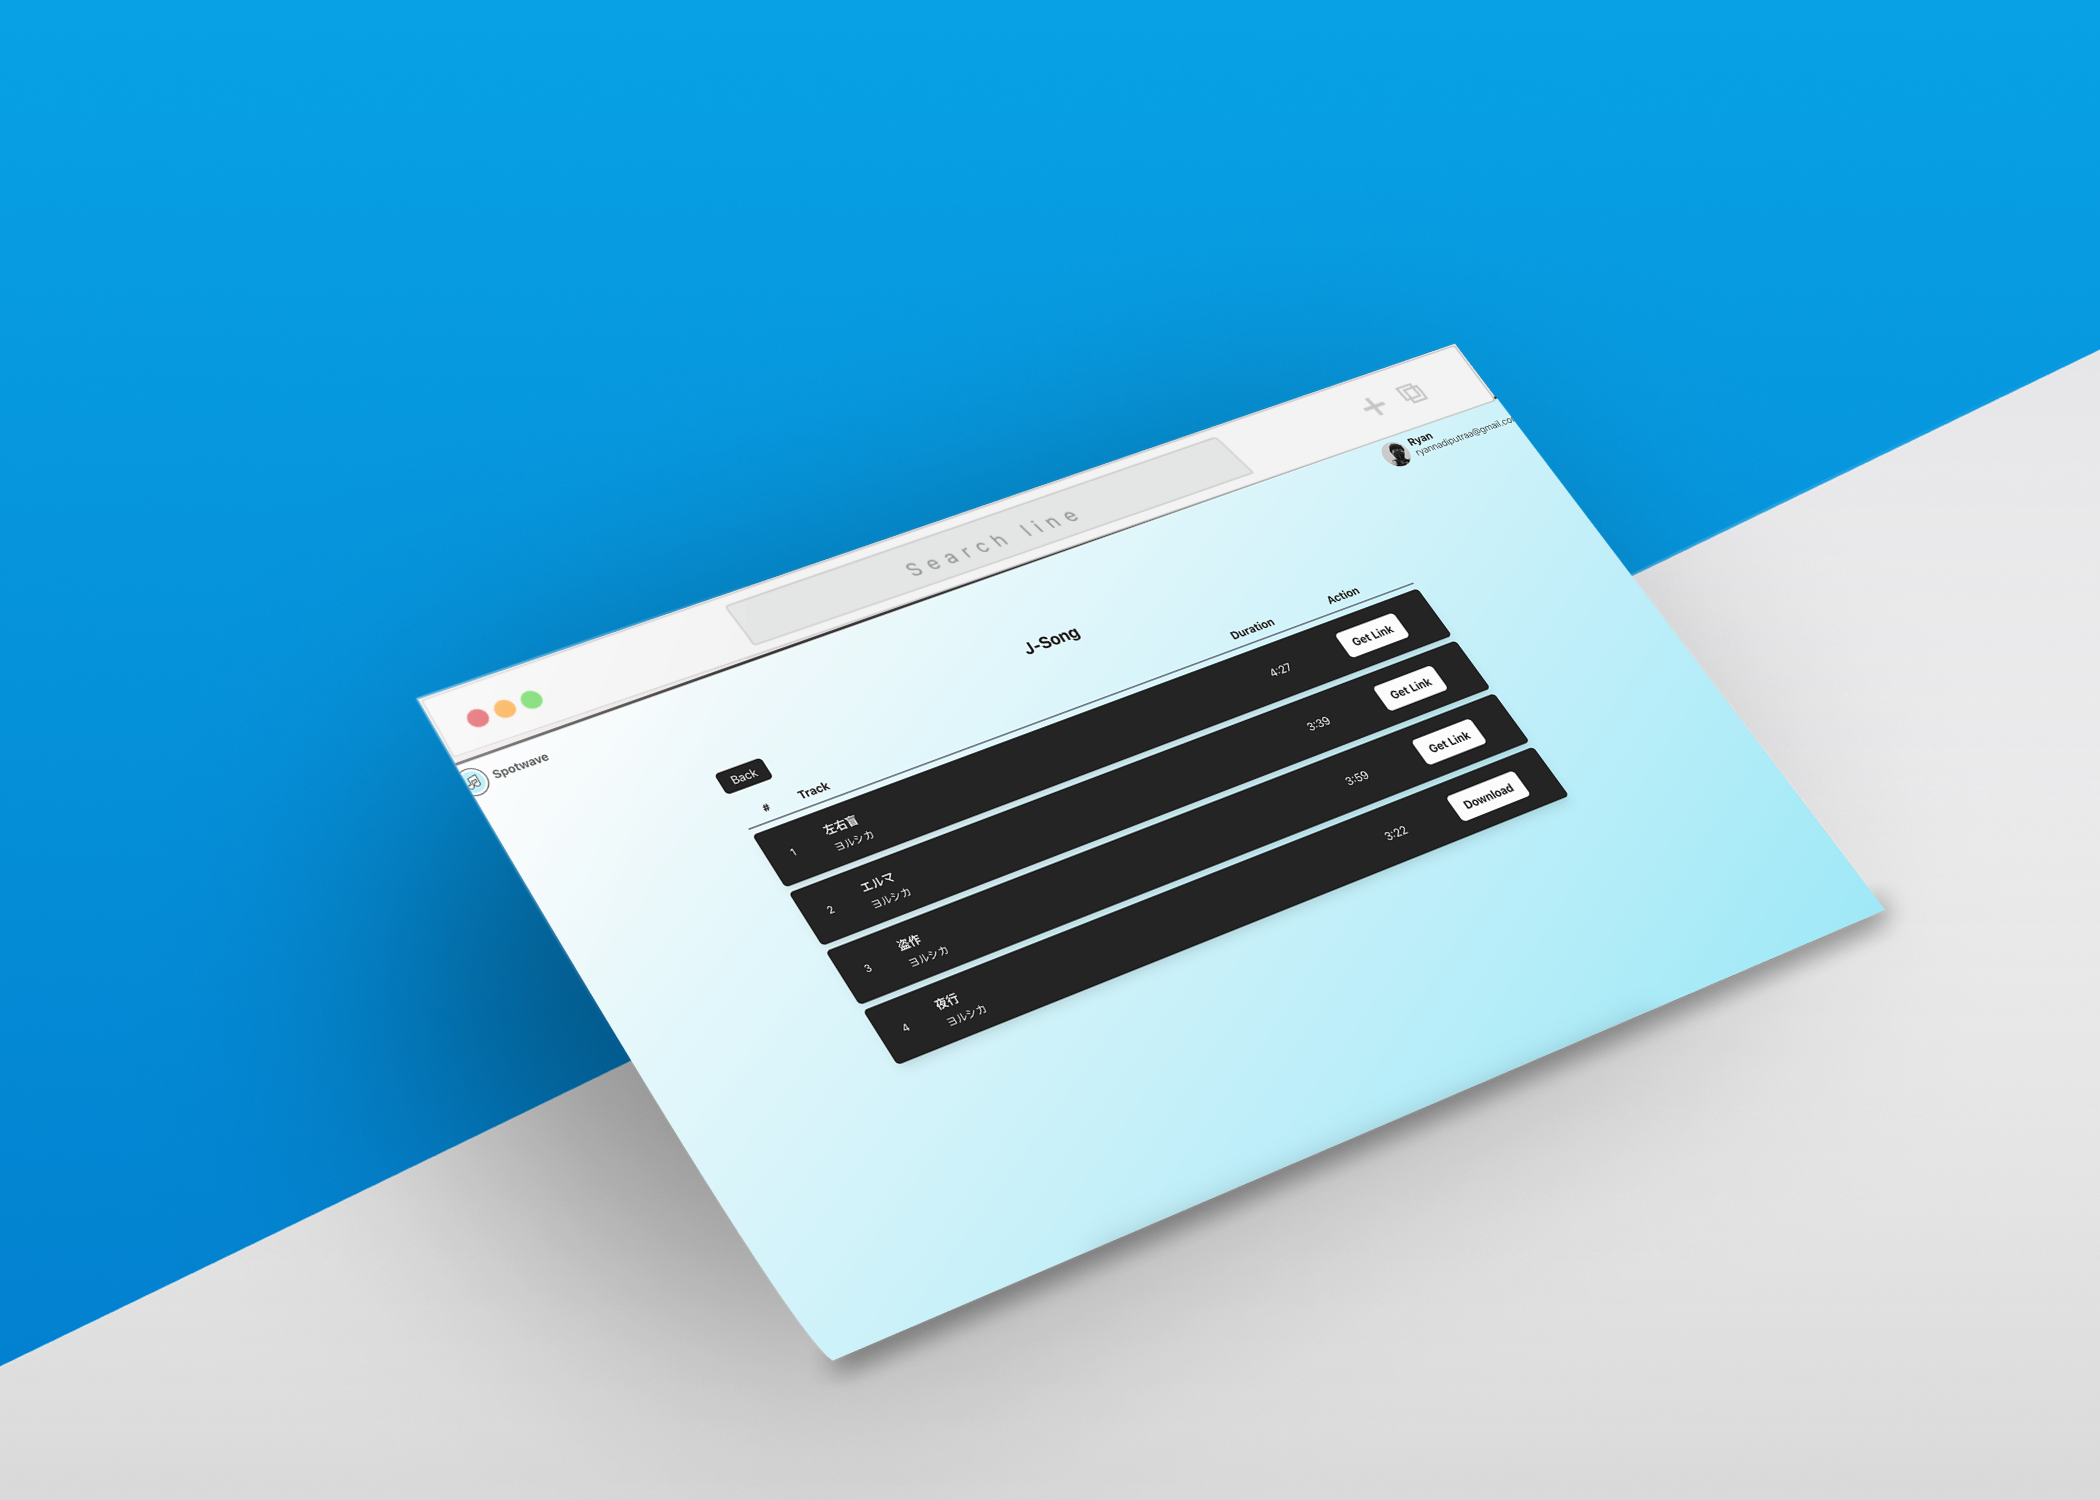 Search line
Spotwave
Ryan
ryannadiputraa@gmail.co
J-Song
Back
# Track Duration Action
1 左右盲 4:27 Get Link
ヨルシカ
2 エルマ 3:39 Get Link
ヨルシカ
3 盗作 3:59 Get Link
ヨルシカ
4 夜行 3:22 Download
ヨルシカ